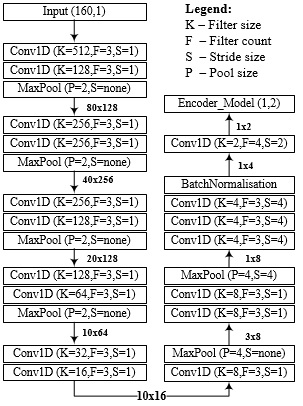 Input (160,1)
Conv1D (K=512,F=3,S=1)
Conv1D (K=128,F=3,S=1)
MaxPool (P=2,S=none)
80x128
Conv1D (K=256,F=3,S=1)
Conv1D (K=256,F=3,S=1)
MaxPool (P=2,S=none)
40x256
Conv1D (K=256,F=3,S=1)
Conv1D (K=128,F=3,S=1)
MaxPool (P=2,S=none)
20x128
Conv1D (K=128,F=3,S=1)
Conv1D (K=64,F=3,S=1)
MaxPool (P=2,S=none)
10x64
Conv1D (K=32,F=3,S=1)
Conv1D (K=16,F=3,S=1)
10x16
Legend:
K – Filter size
F – Filter count
S – Stride size
P – Pool size
Encoder_Model (1,2)
1x2
Conv1D (K=2,F=4,S=2)
1x4
BatchNormalisation
Conv1D (K=4,F=3,S=4)
Conv1D (K=4,F=3,S=4)
Conv1D (K=4,F=3,S=4)
1x8
MaxPool (P=4,S=4)
Conv1D (K=8,F=3,S=1)
Conv1D (K=8,F=3,S=1)
3x8
MaxPool (P=4,S=none)
Conv1D (K=8,F=3,S=1)